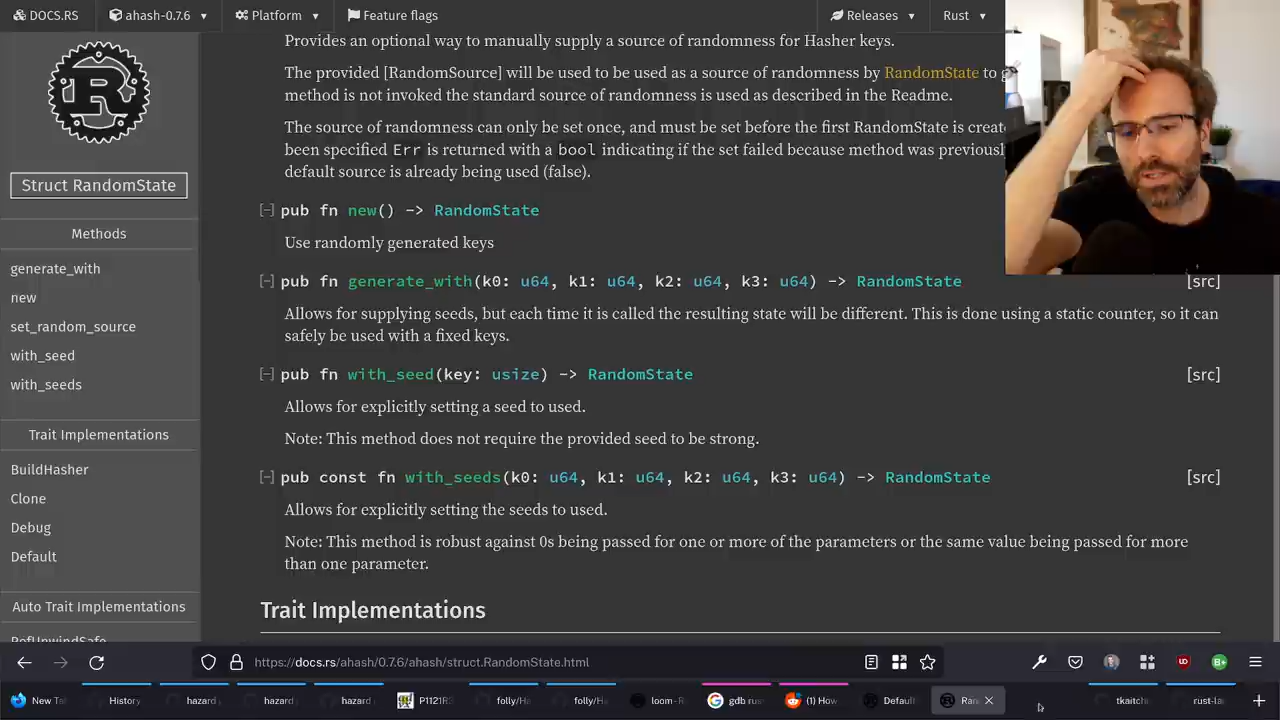 DOCS.RS
ahash-0.7.6
Platform
Feature flags
Releases
Rust
Provides an optional way to manually supply a source of randomness for Hasher keys.
The provided [RandomSource] will be used to be used as a source of randomness by RandomState to
method is not invoked the standard source of randomness is used as described in the Readme.
The source of randomness can only be set once, and must be set before the first RandomState is
been specified Err is returned with a bool indicating if the set failed because method was
default source is already being used (false).
[−] pub fn new() -> RandomState
Use randomly generated keys
[−] pub fn generate_with(k0: u64, k1: u64, k2: u64, k3: u64) -> RandomState [src]
Allows for supplying seeds, but each time it is called the resulting state will be different. This is done using a static counter, so it can
safely be used with a fixed keys.
[−] pub fn with_seed(key: usize) -> RandomState [src]
Allows for explicitly setting a seed to used.
Note: This method does not require the provided seed to be strong.
[−] pub const fn with_seeds(k0: u64, k1: u64, k2: u64, k3: u64) -> RandomState [src]
Allows for explicitly setting the seeds to used.
Note: This method is robust against 0s being passed for one or more of the parameters or the same value being passed for more
than one parameter.
Trait Implementations
R
Struct RandomState
Methods
generate_with
new
set_random_source
with_seed
with_seeds
Trait Implementations
BuildHasher
Clone
Debug
Default
Auto Trait Implementations
RefUnwindSafe
https://docs.rs/ahash/0.7.6/ahash/struct.RandomState.html
New Ta
History
hazard
hazard
hazard
P1121R
folly/Ha
folly/Ha
loom-R
gdb rus
(1) How
Default
Ran
tkaitch
rust-la